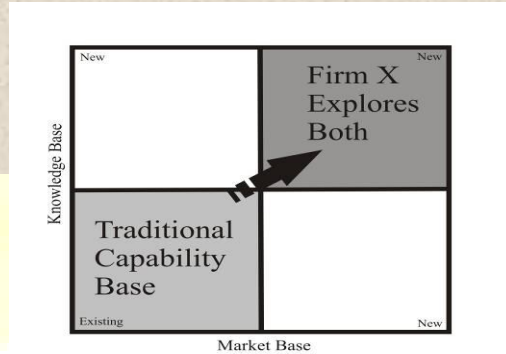 New
New
Firm X
Explores
Both
Knowledge Base
Traditional
Capability
Base
Existing
New
Market Base